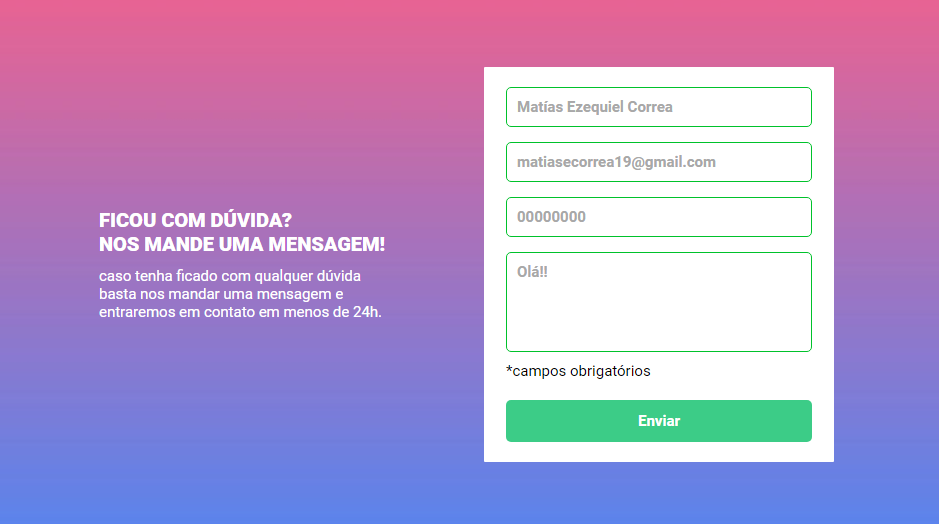 FICOU COM DÚVIDA?
NOS MANDE UMA MENSAGEM!
caso tenha ficado com qualquer dúvida
basta nos mandar uma mensagem e
entraremos em contato em menos de 24h.
Matías Ezequiel Correa
matiasecorrea19@gmail.com
00000000
Olá!!
*campos obrigatórios
Enviar